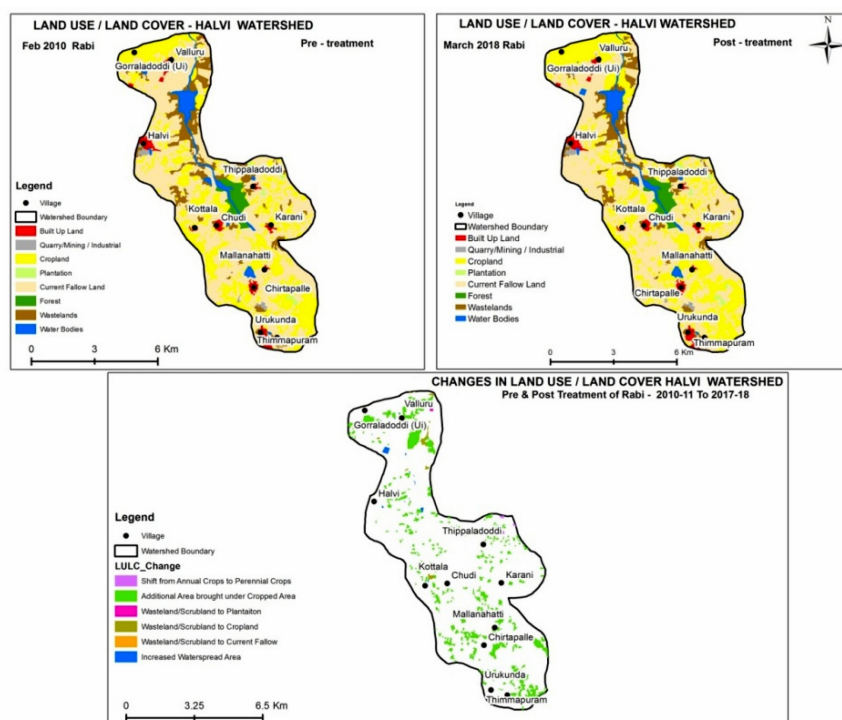 LAND USE / LAND COVER - HALVI WATERSHED
Feb 2010 Rabi
Pre - treatment
Valluru
Gorraladoddi (Ui)
Halvi
Thippaladoddi
Kottala
Chudi
Karani
Mallanahatti
Chirtapalle
Urukunda
Thimmapuram
Legend
Village
Watershed Boundary
Built Up Land
Quarry/Mining / Industrial
Cropland
Plantation
Current Fallow Land
Forest
Wastelands
Water Bodies
0 3 6 Km
LAND USE / LAND COVER - HALVI WATERSHED
March 2018 Rabi
Post - treatment
N
Valluru
Gorraladoddi (Ui)
Halvi
Thippaladoddi
Kottala
Chudi
Karani
Mallanahatti
Chirtapalle
Urukunda
Thimmapuram
Legend
Village
Watershed Boundary
Built Up Land
Quarry/Mining / Industrial
Cropland
Plantation
Current Fallow Land
Forest
Wastelands
Water Bodies
0 3 6 Km
CHANGES IN LAND USE / LAND COVER HALVI WATERSHED
Pre & Post Treatment of Rabi - 2010-11 To 2017-18
Valluru
Gorraladoddi (Ui)
Halvi
Thippaladoddi
Kottala
Chudi
Karani
Mallanahatti
Chirtapalle
Urukunda
Thimmapuram
Legend
Village
Watershed Boundary
LULC_Change
Shift from Annual Crops to Perennial Crops
Additional Area brought under Cropped Area
Wasteland/Scrubland to Plantaiton
Wasteland/Scrubland to Cropland
Wasteland/Scrubland to Current Fallow
Increased Waterspread Area
0 3.25 6.5 Km